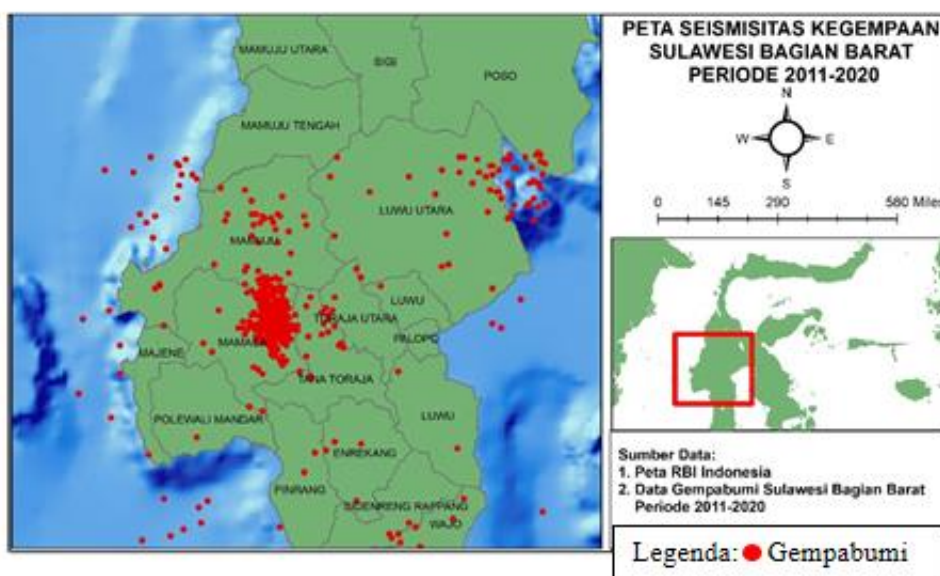 MAMUJU UTARA
SIGI
POSO
MAMUJU TENGAH
LUWU UTARA
MAMUJU
LUWU
TORAJA UTARA
PALOPO
MAMASA
MAJENE
TANA TORAJA
POLEWALI MANDAR
LUWU
ENREKANG
PINRANG
SIDENRENG RAPPANG
WAJO
PETA SEISMISITAS KEGEMPAAN
SULAWESI BAGIAN BARAT
PERIODE 2011-2020
N
W E
S
0 145 290 580 Miles
Sumber Data:
1. Peta RBI Indonesia
2. Data Gempabumi Sulawesi Bagian Barat
Periode 2011-2020
Legenda: Gempabumi